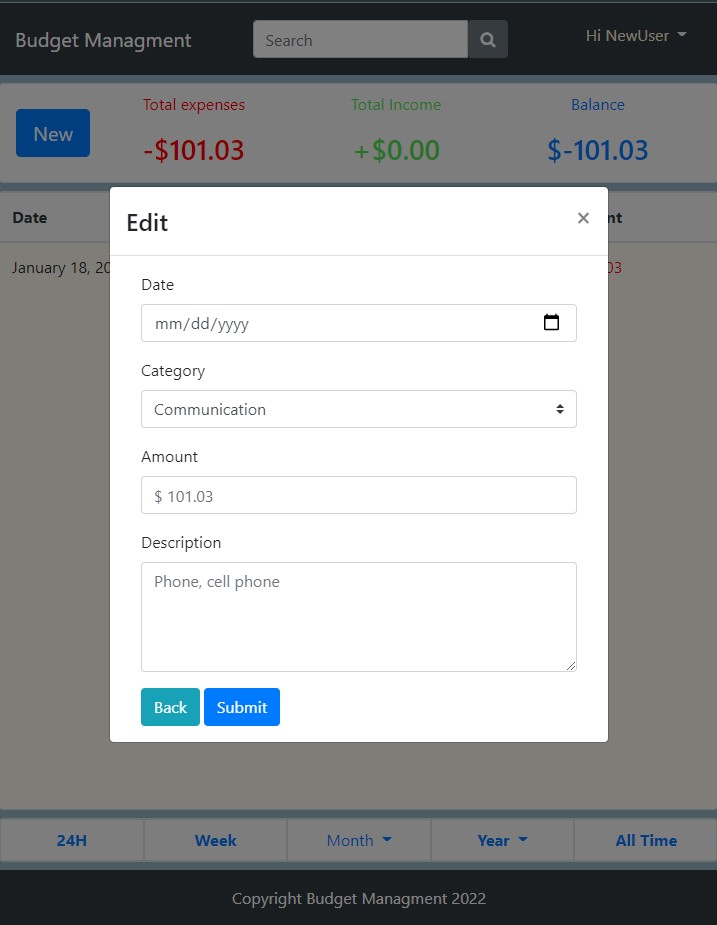 Budget Managment
Search
Hi NewUser
New
Total expenses
-$101.03
Total Income
+$0.00
Balance
$-101.03
Date
nt
January 18, 20
03
Edit
×
Date
mm/dd/yyyy
Category
Communication
Amount
$ 101.03
Description
Phone, cell phone
Back Submit
24H Week Month Year All Time
Copyright Budget Managment 2022